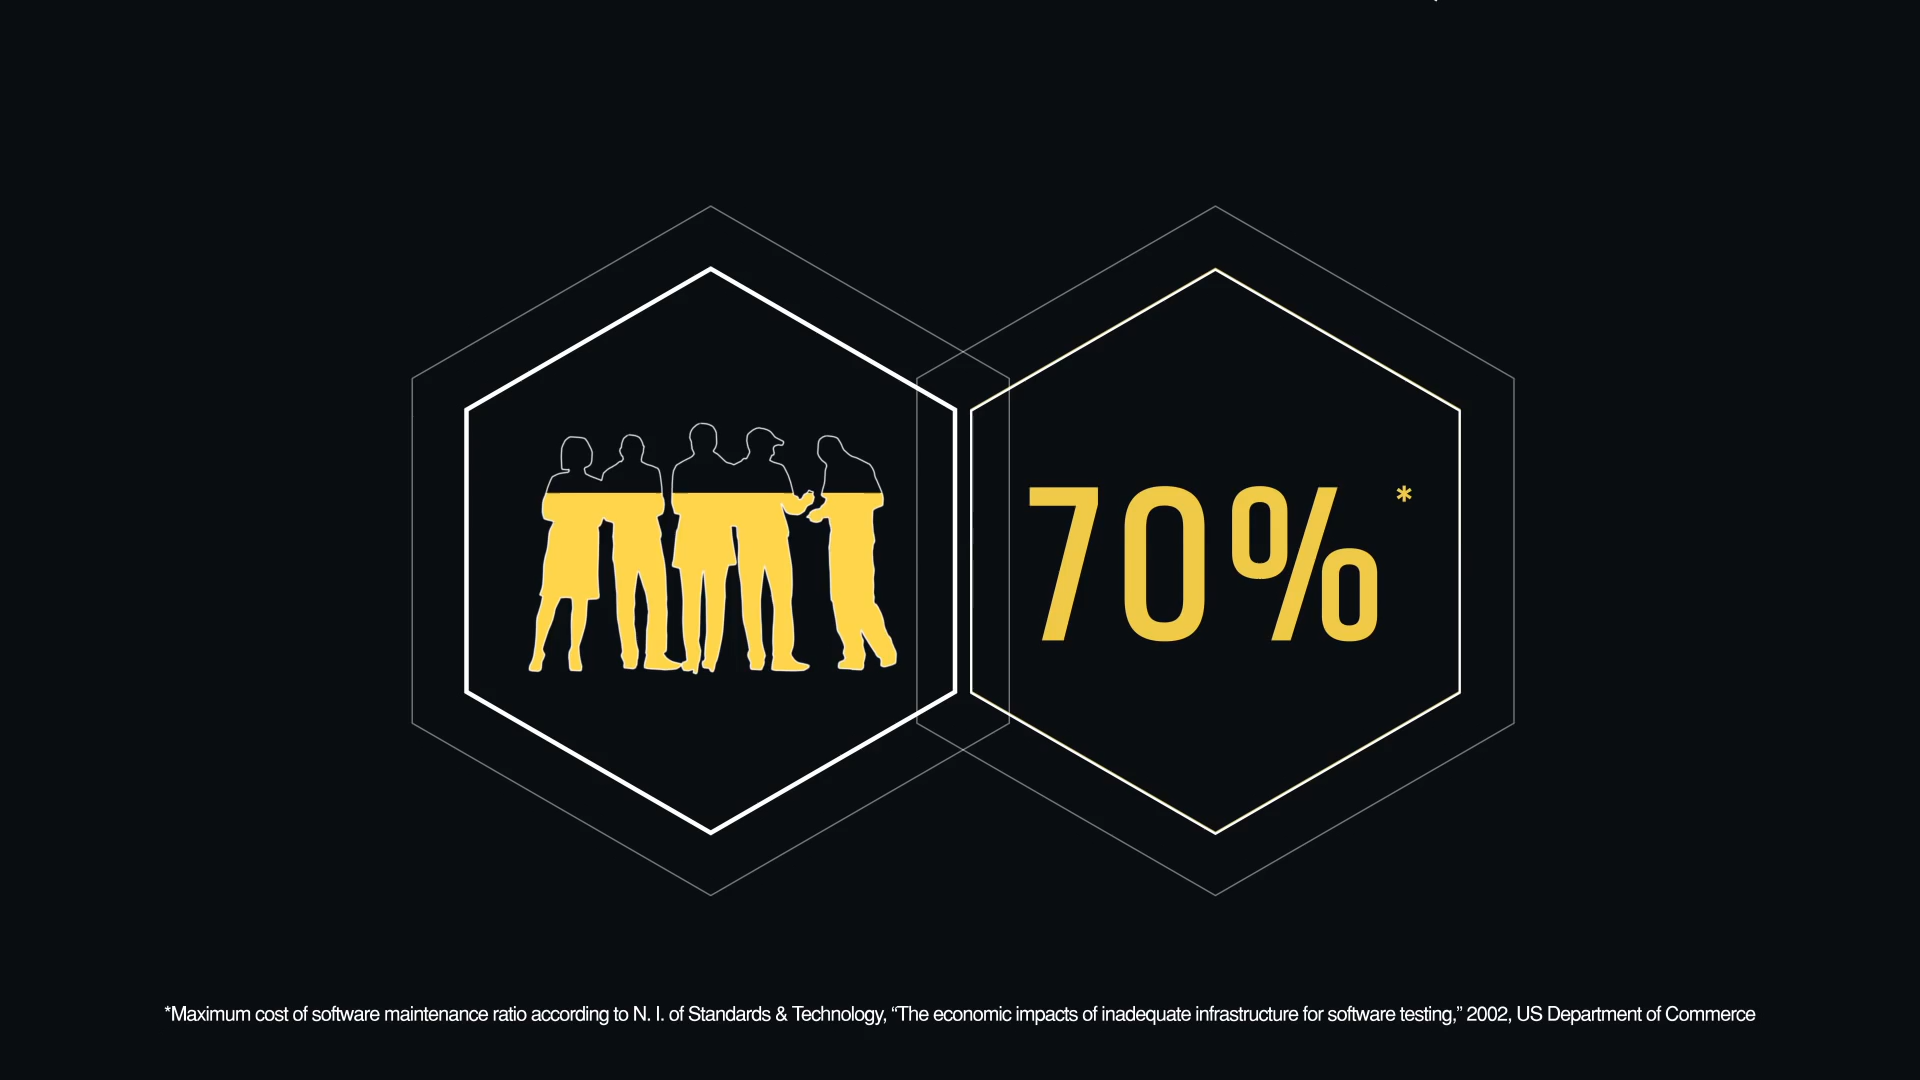 70%*
*Maximum cost of software maintenance ratio according to N. I. of Standards & Technology, “The economic impacts of inadequate infrastructure for software testing,” 2002, US Department of Commerce